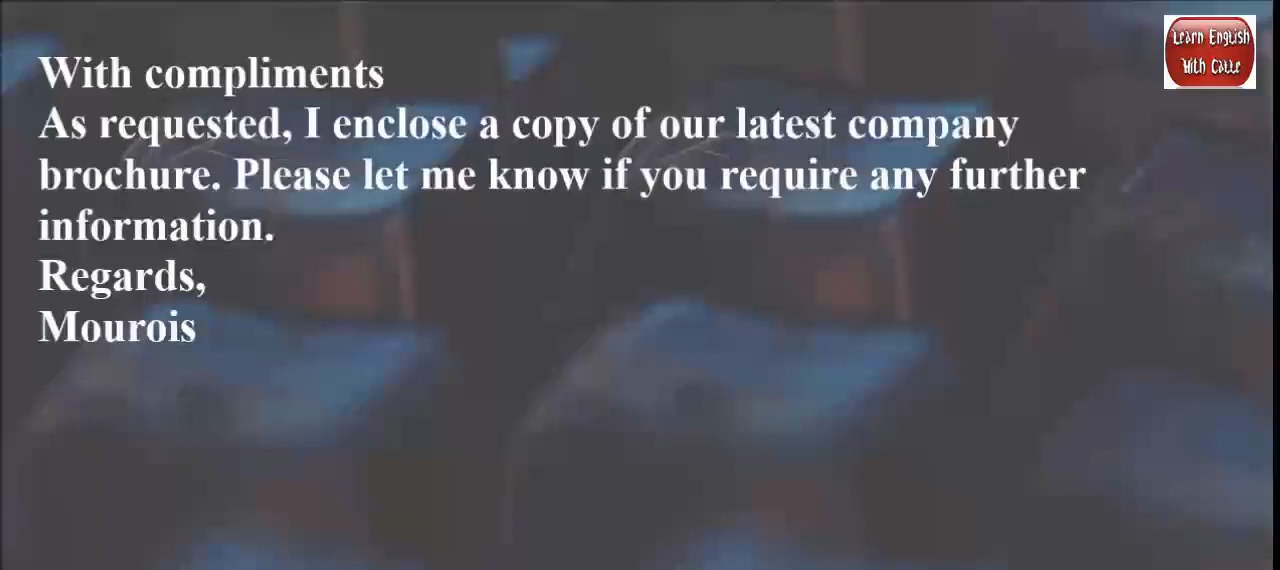 Learn English
With Catte
With compliments
As requested, I enclose a copy of our latest company
brochure. Please let me know if you require any further
information.
Regards,
Mourois